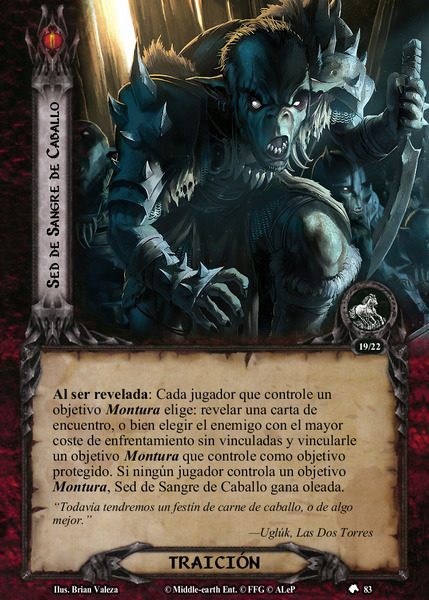 SED DE SANGRE DE CABALLO
19/22
Al ser revelada: Cada jugador que controle un
objetivo Montura elige: revelar una carta de
encuentro, o bien elegir el enemigo con el mayor
coste de enfrentamiento sin vinculadas y vincularle
un objetivo Montura que controle como objetivo
protegido. Si ningún jugador controla un objetivo
Montura, Sed de Sangre de Caballo gana oleada.
“Todavía tendremos un festín de carne de caballo, o de algo
mejor.”
—Uglúk, Las Dos Torres
TRAICIÓN
Ilus. Brian Valeza
© Middle-earth Ent. © FFG © ALeP
83